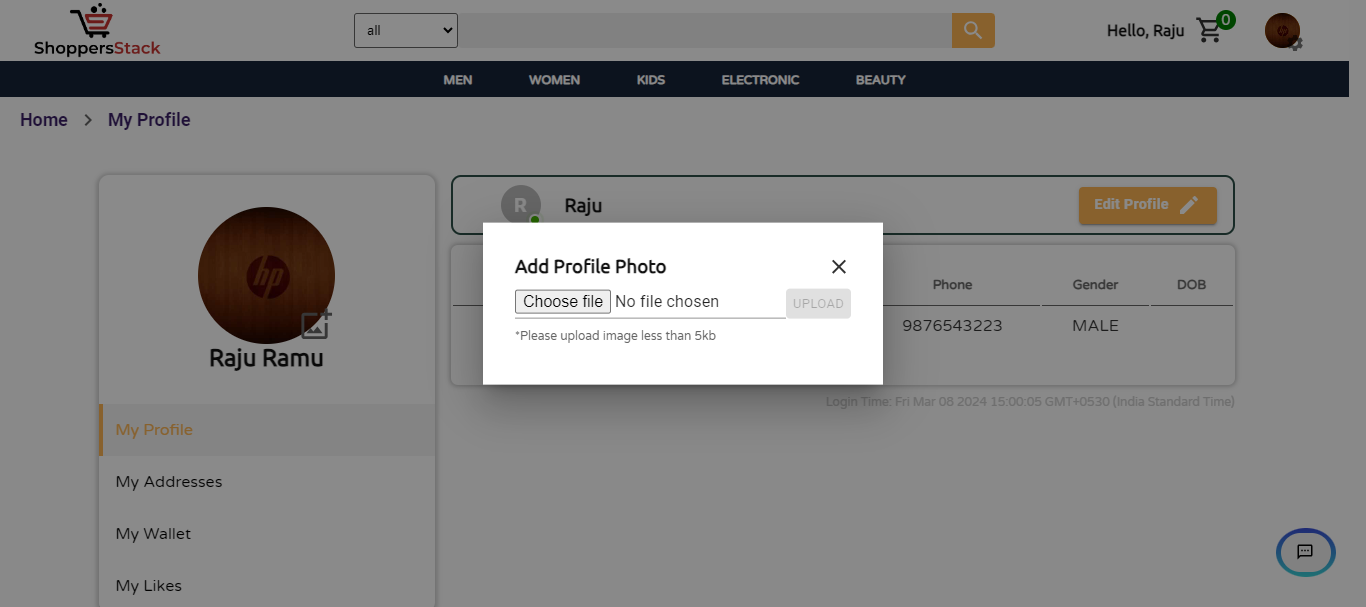 ShoppersStack
all
Hello, Raju
0
MEN WOMEN KIDS ELECTRONIC BEAUTY
Home > My Profile
hp
Raju Ramu
My Profile
My Addresses
My Wallet
My Likes
R
Raju
Edit Profile
Add Profile Photo
Choose file No file chosen
UPLOAD
*Please upload image less than 5kb
Phone Gender DOB
9876543223 MALE
Login Time: Fri Mar 08 2024 15:00:05 GMT+0530 (India Standard Time)